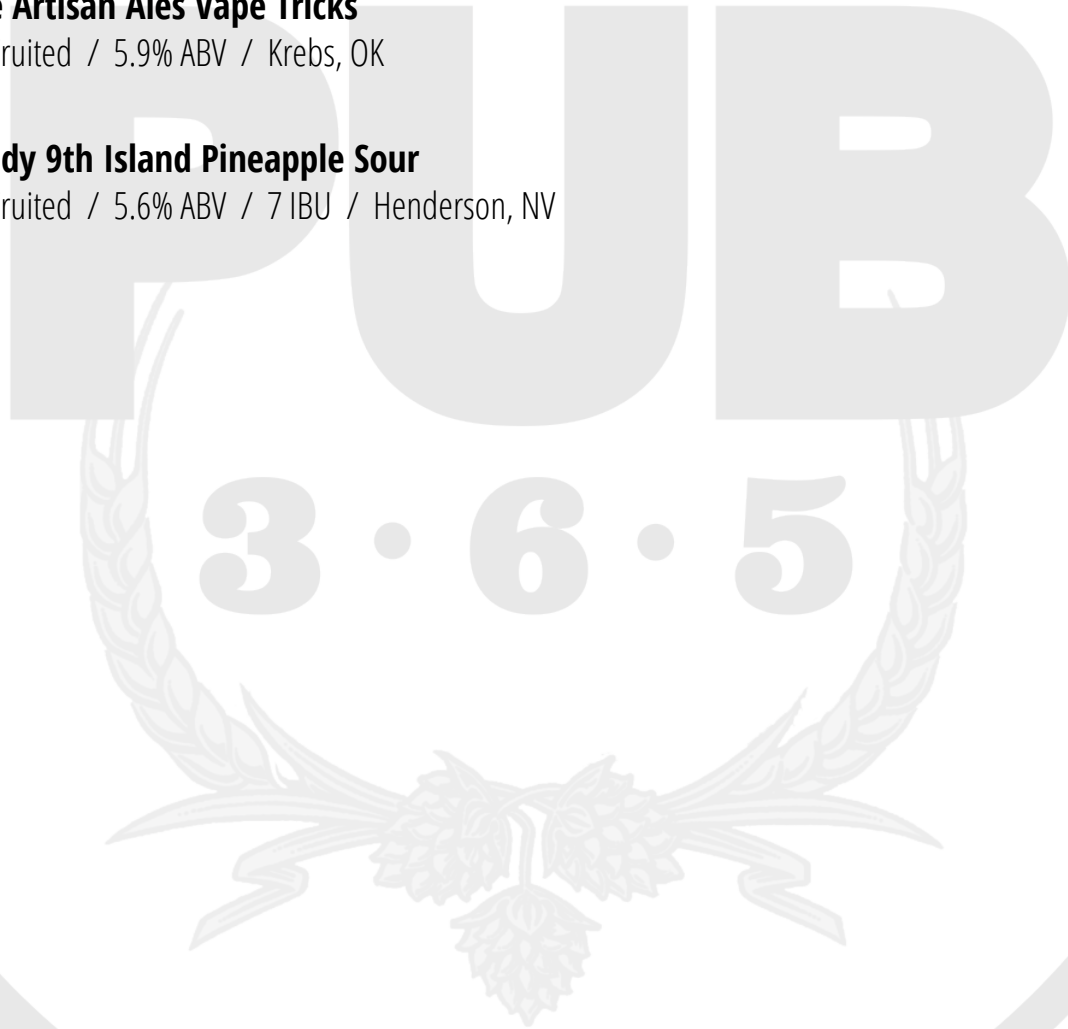 Artisan Ales Vape Tricks
ruited / 5.9% ABV / Krebs, OK
dy 9th Island Pineapple Sour
ruited / 5.6% ABV / 7 IBU / Henderson, NV
PUB
3·6·5